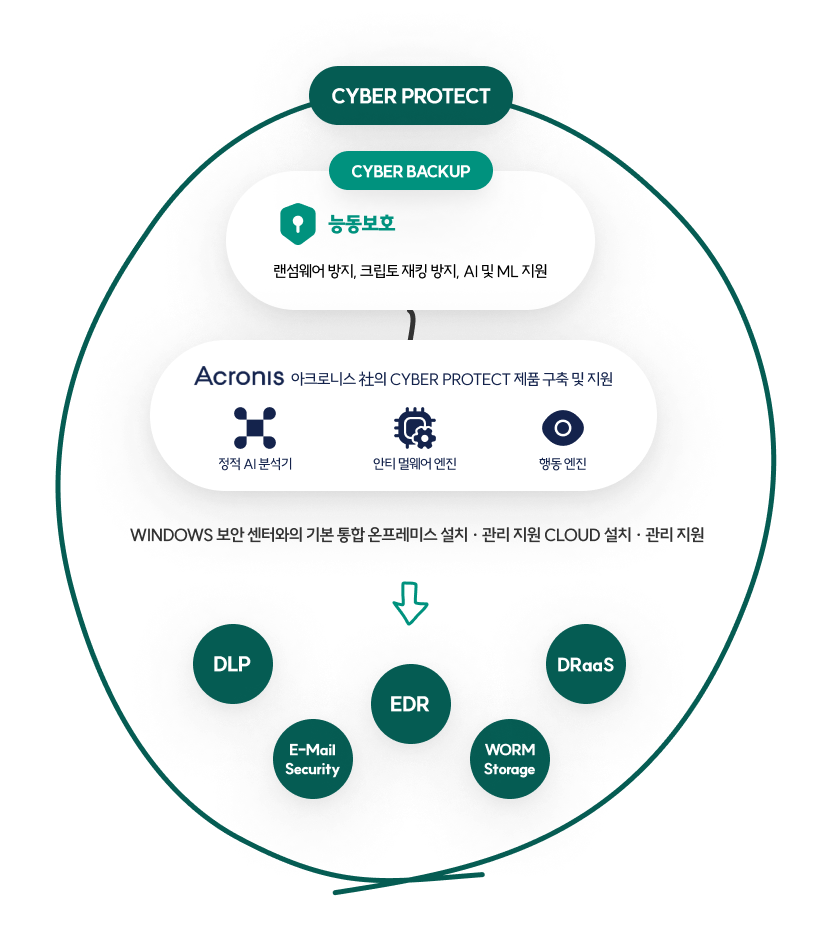 CYBER PROTECT
CYBER BACKUP
능동보호
랜섬웨어 방지, 크립토 재킹 방지, AI 및 ML 지원
Acronis 아크로니스 社의 CYBER PROTECT 제품 구축 및 지원
정적 AI 분석기
안티 멀웨어 엔진
행동 엔진
WINDOWS 보안 센터와의 기본 통합 온프레미스 설치 · 관리 지원 CLOUD 설치 · 관리 지원
DLP
DRaaS
EDR
E-Mail
Security
WORM
Storage